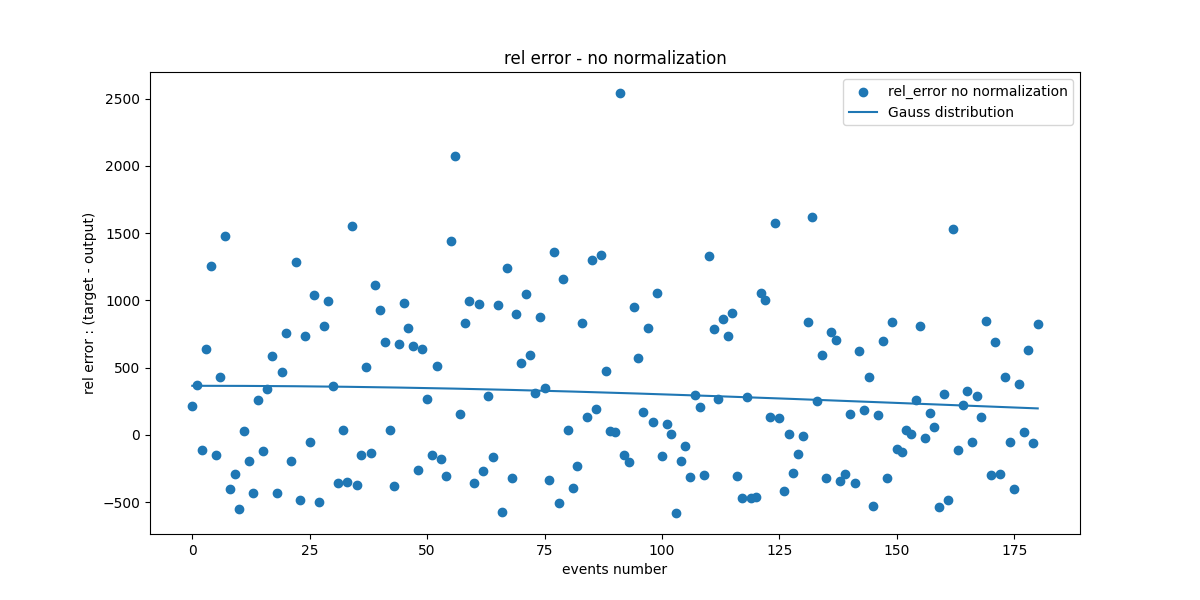 rel error - no normalization
rel_error no normalization
Gauss distribution
rel error : (target - output)
2500
2000
1500
1000
500
0
−500
0 25 50 75 100 125 150 175
events number